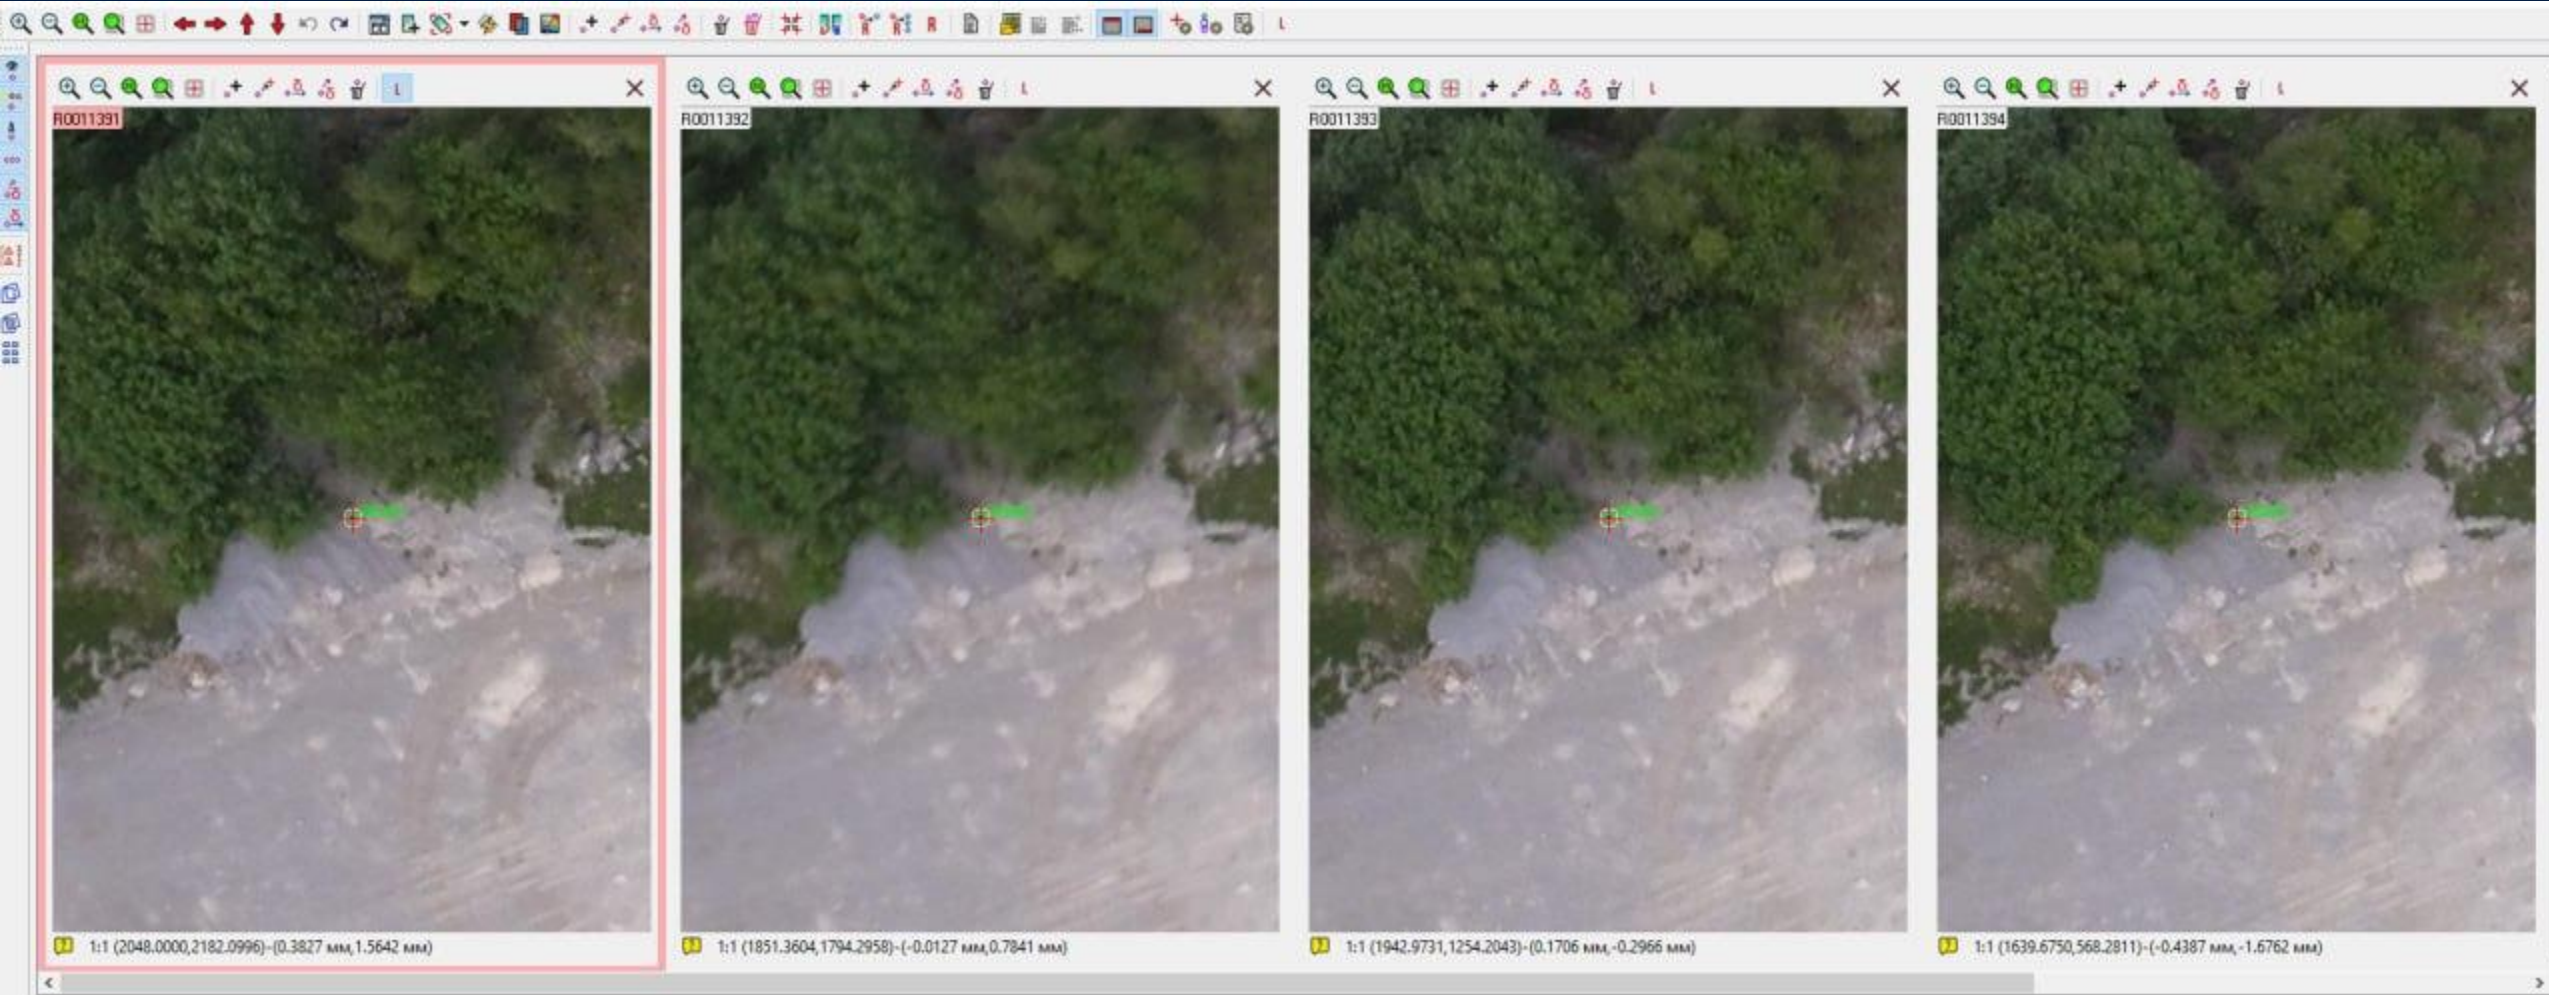 R0011391
R0011392
R0011393
R0011394
1:1 (2048.0000,2182.0996)-(0.3827 мм,1.5642 мм)
1:1 (1851.3604,1794.2958)-(-0.0127 мм,0.7841 мм)
1:1 (1942.9731,1254.2043)-(0.1706 мм,-0.2966 мм)
1:1 (1639.6750,568.2811)-(-0.4387 мм,-1.6762 мм)